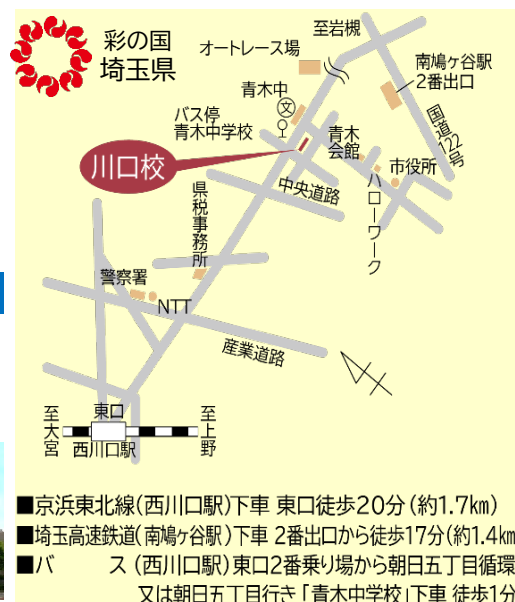 彩の国
埼玉県
至岩槻
オートレース場
南鳩ヶ谷駅
2番出口
青木中
文
バス停
青木中学校
青木
会館
国道122号
市役所
川口校
中央道路
ハローワーク
県税事務所
警察署
NTT
産業道路
至大宮
東口
西川口駅
至上野
■京浜東北線(西川口駅)下車 東口徒歩20分(約1.7㎞)
■埼玉高速鉄道(南鳩ヶ谷駅)下車 2番出口から徒歩17分(約1.4㎞
■バ　　ス (西川口駅)東口2番乗り場から朝日五丁目循環
又は朝日五丁目行き「青木中学校」下車 徒歩1分